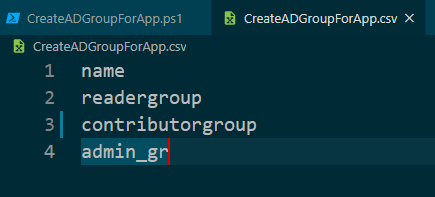 CreateADGroupForApp.ps1
CreateADGroupForApp.csv
CreateADGroupForApp.csv
1 name
2 readergroup
3 contributorgroup
4 admin_gr